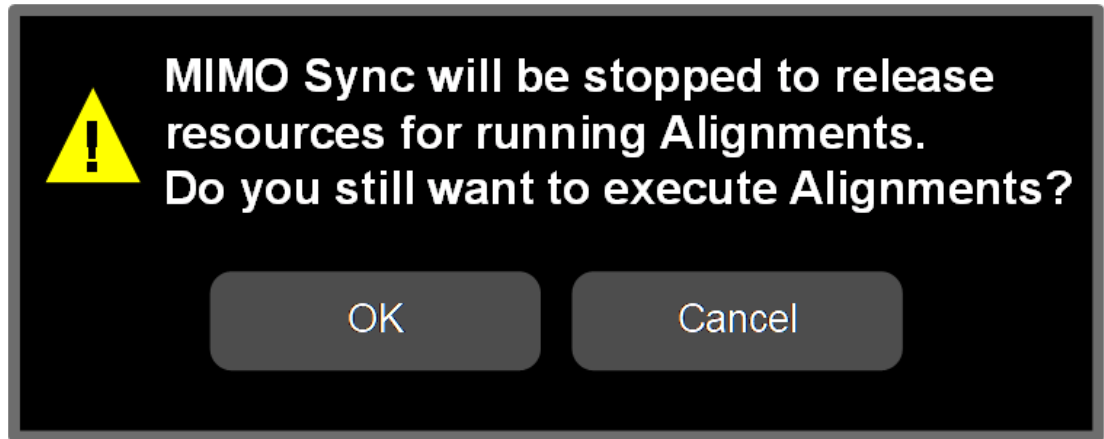 MIMO Sync will be stopped to release
resources for running Alignments.
Do you still want to execute Alignments?
OK
Cancel